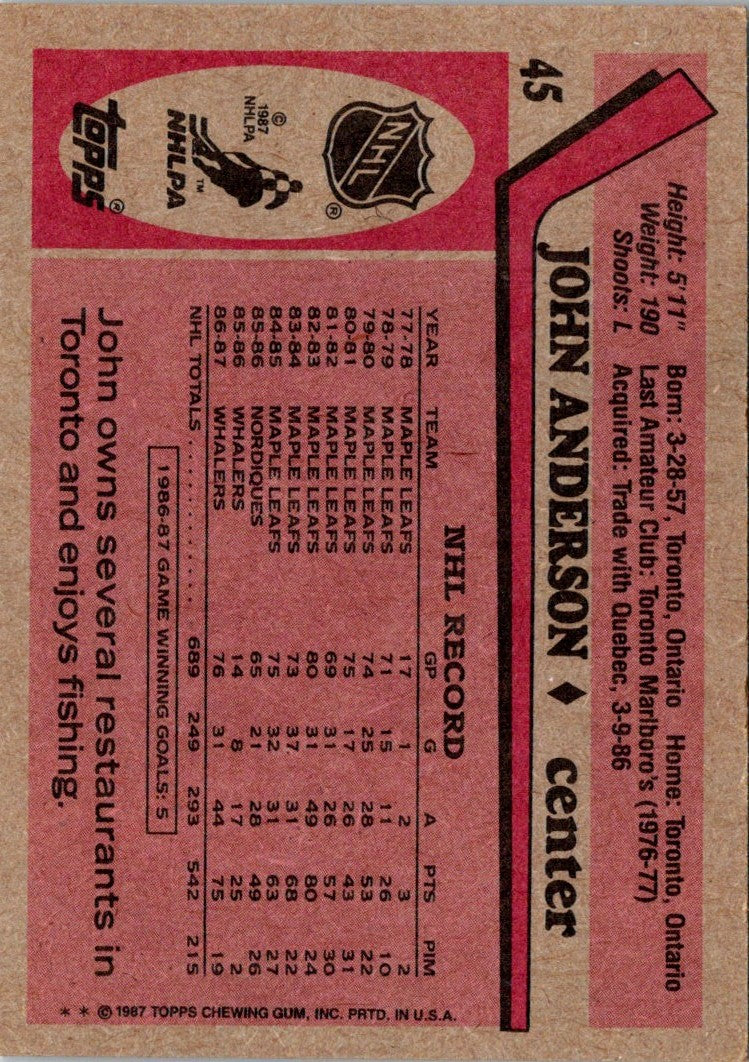 45
Height: 5'11" Born: 3-28-57, Toronto, Ontario Home: Toronto, Ontario
Weight: 190 Last Amateur Club: Toronto Marlboro's (1976-77)
Shoots: L Acquired: Trade with Quebec, 3-9-86
JOHN ANDERSON ♦ center
NHL
®
© 1987 NHLPA
NHLPA ™
TOPPS ®
NHL RECORD
YEAR TEAM GP G A PTS PIM
77-78 MAPLE LEAFS 17 1 2 3 2
78-79 MAPLE LEAFS 71 15 11 26 10
79-80 MAPLE LEAFS 74 25 28 53 22
80-81 MAPLE LEAFS 75 17 26 43 31
81-82 MAPLE LEAFS 69 31 26 57 30
82-83 MAPLE LEAFS 80 31 49 80 24
83-84 MAPLE LEAFS 73 37 31 68 22
84-85 MAPLE LEAFS 75 32 31 63 27
85-86 NORDIQUES 65 21 28 49 26
85-86 WHALERS 14 8 17 25 2
86-87 WHALERS 76 31 44 75 19
NHL TOTALS . . . . . . . . . . . 689 249 293 542 215
1986-87 GAME WINNING GOALS: 5
John owns several restaurants in
Toronto and enjoys fishing.
* * © 1987 TOPPS CHEWING GUM, INC. PRTD. IN U.S.A.